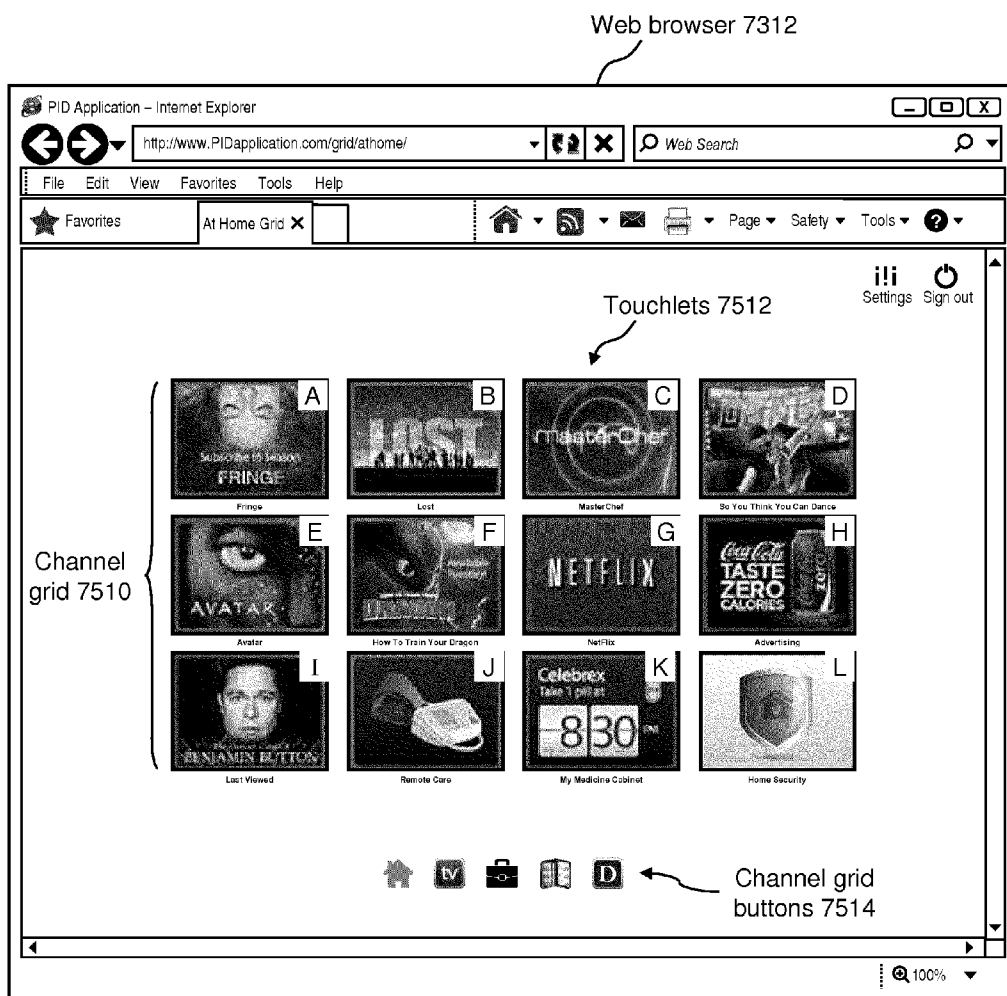 Web browser 7312
PID Application – Internet Explorer
http://www.PIDapplication.com/grid/athome/
Web Search
File Edit View Favorites Tools Help
Favorites
At Home Grid
Page Safety Tools ?
Settings Sign out
Touchlets 7512
Channel grid 7510
A B C D
Subscribe to Season
FRINGE
LOST
MasterChef
Fringe
Lost
MasterChef
So You Think You Can Dance
E F G H
AVATAR
DRAGON
NETFLIX
Coca-Cola
TASTE
ZERO
CALORIES
zero
Avatar
How To Train Your Dragon
NetFlix
Advertising
I J K L
BENJAMIN BUTTON
Celebrex
Take 1 pill at
8 30
PM
Last Viewed
Remote Care
My Medicine Cabinet
Home Security
tv D
Channel grid
buttons 7514
100%